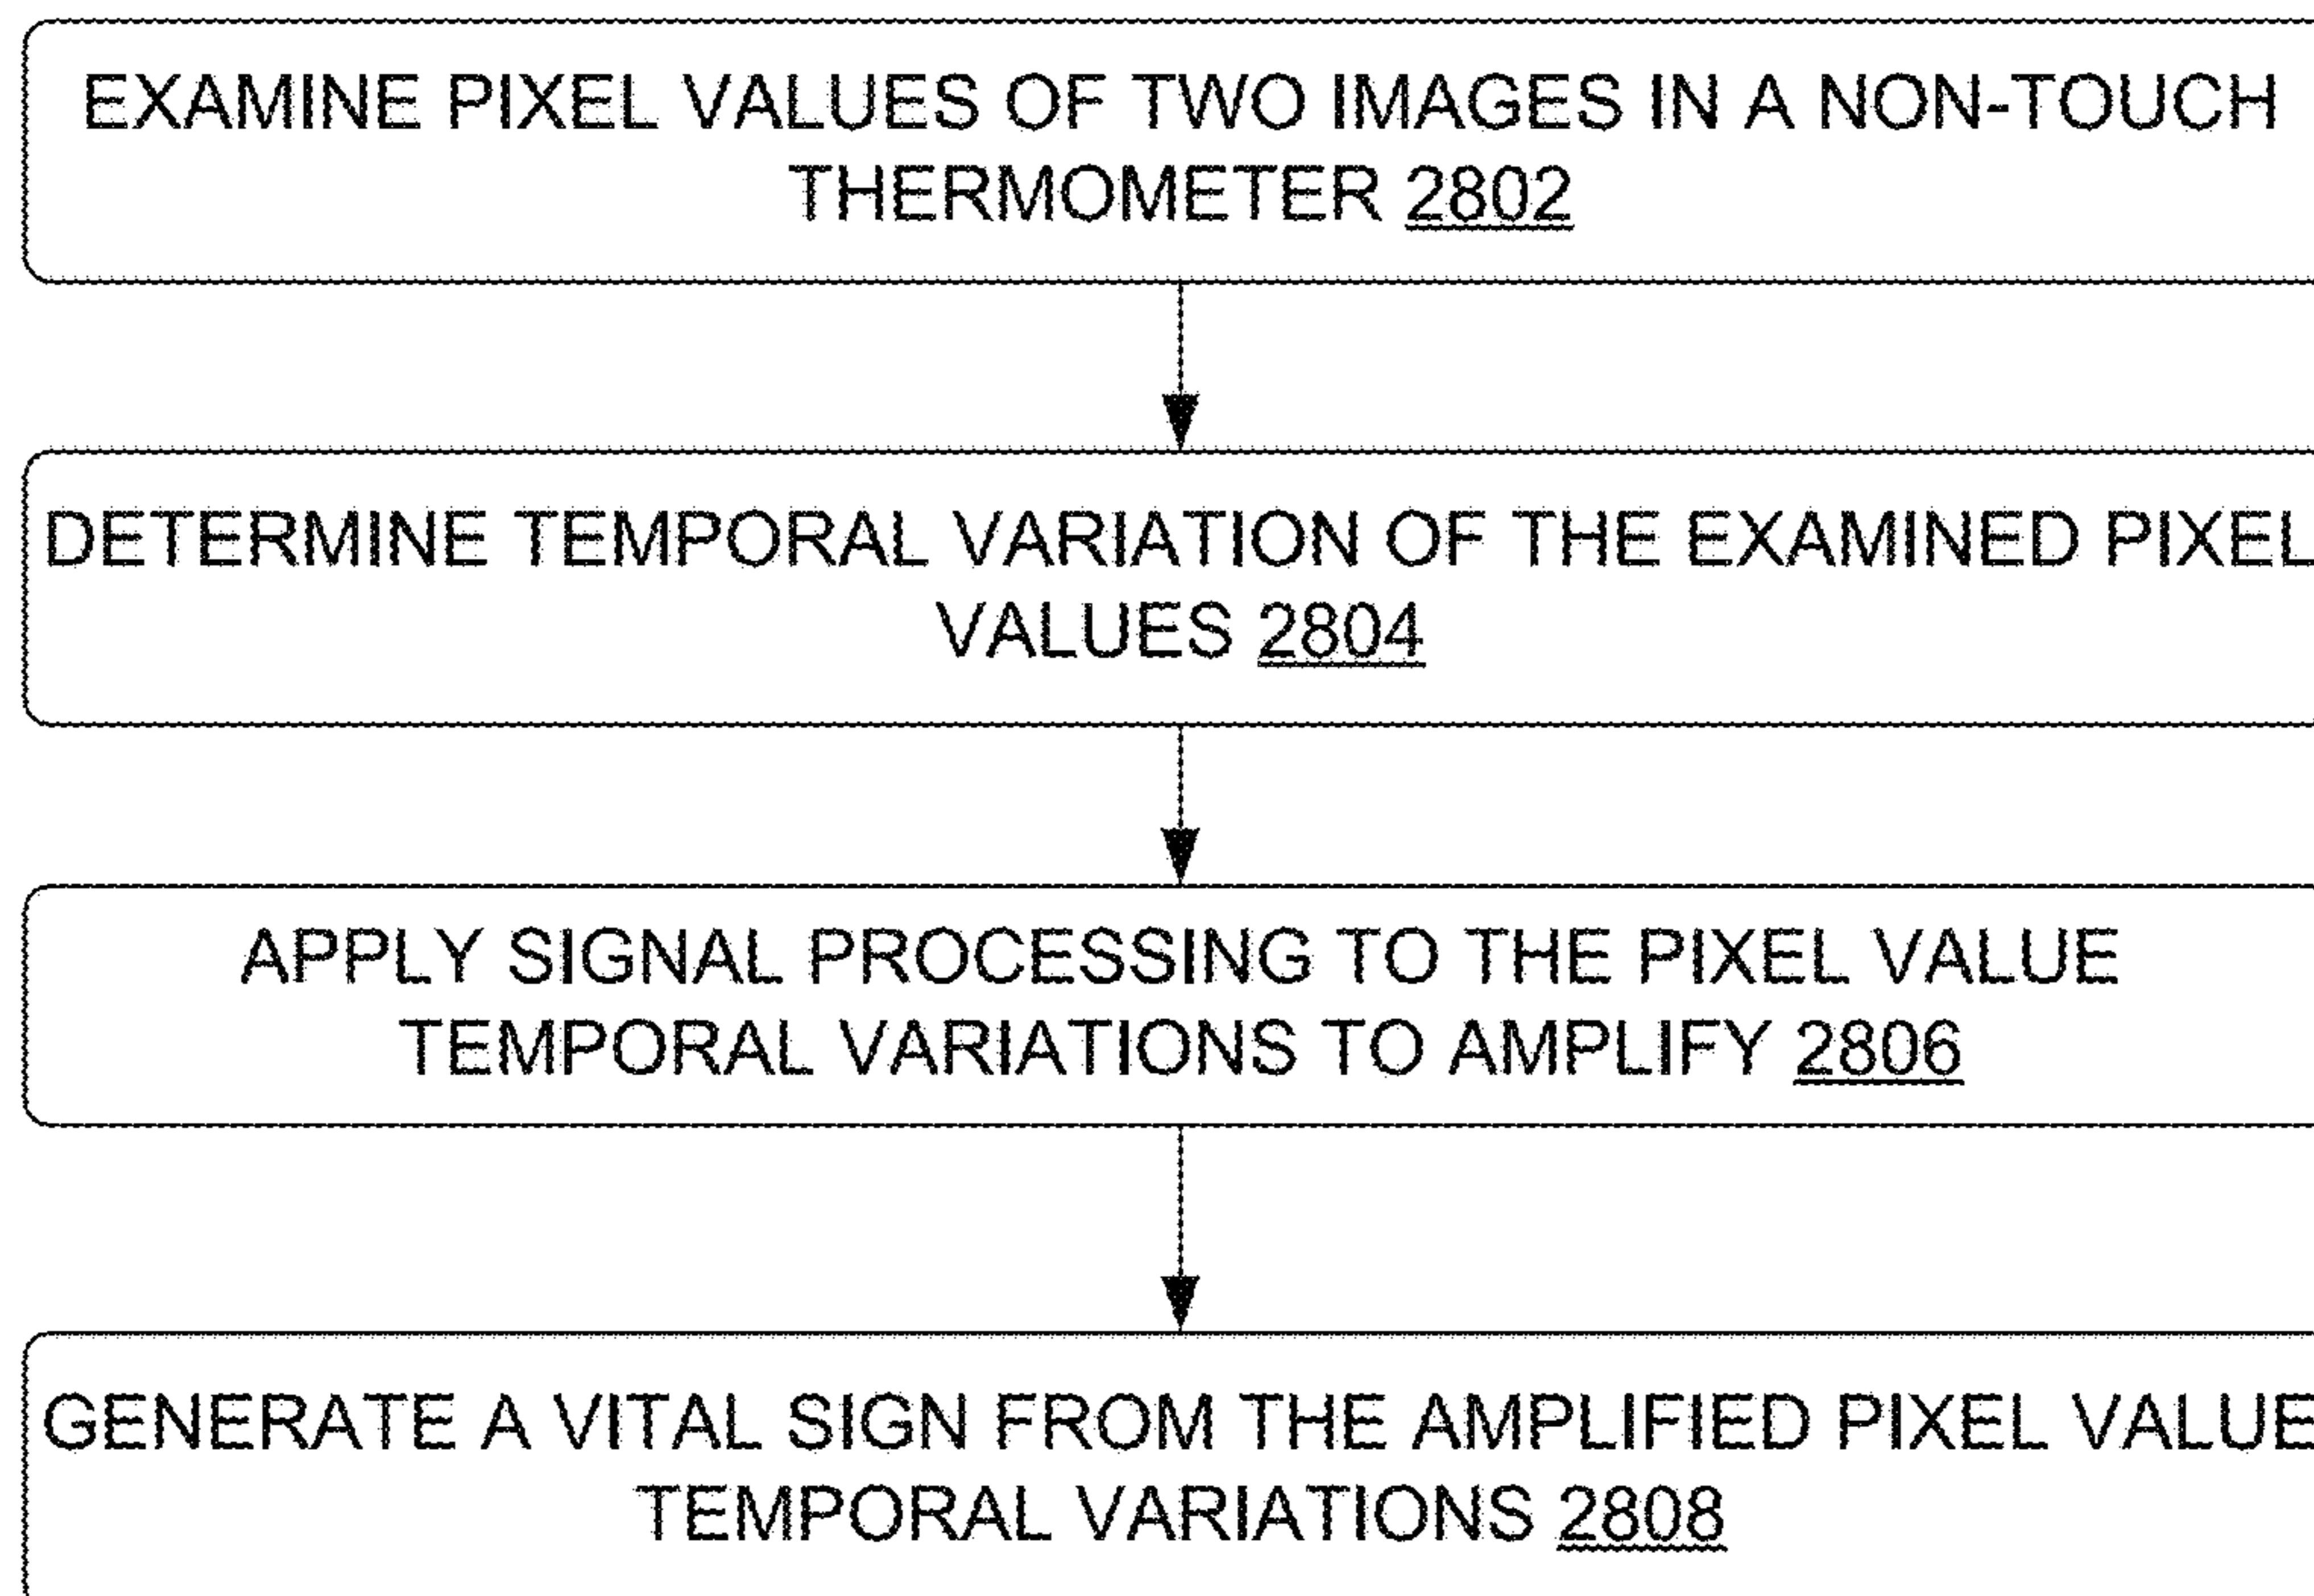 EXAMINE PIXEL VALUES OF TWO IMAGES IN A NON-TOUCH
THERMOMETER 2802
DETERMINE TEMPORAL VARIATION OF THE EXAMINED PIXEL
VALUES 2804
APPLY SIGNAL PROCESSING TO THE PIXEL VALUE
TEMPORAL VARIATIONS TO AMPLIFY 2806
GENERATE A VITAL SIGN FROM THE AMPLIFIED PIXEL VALUE
TEMPORAL VARIATIONS 2808